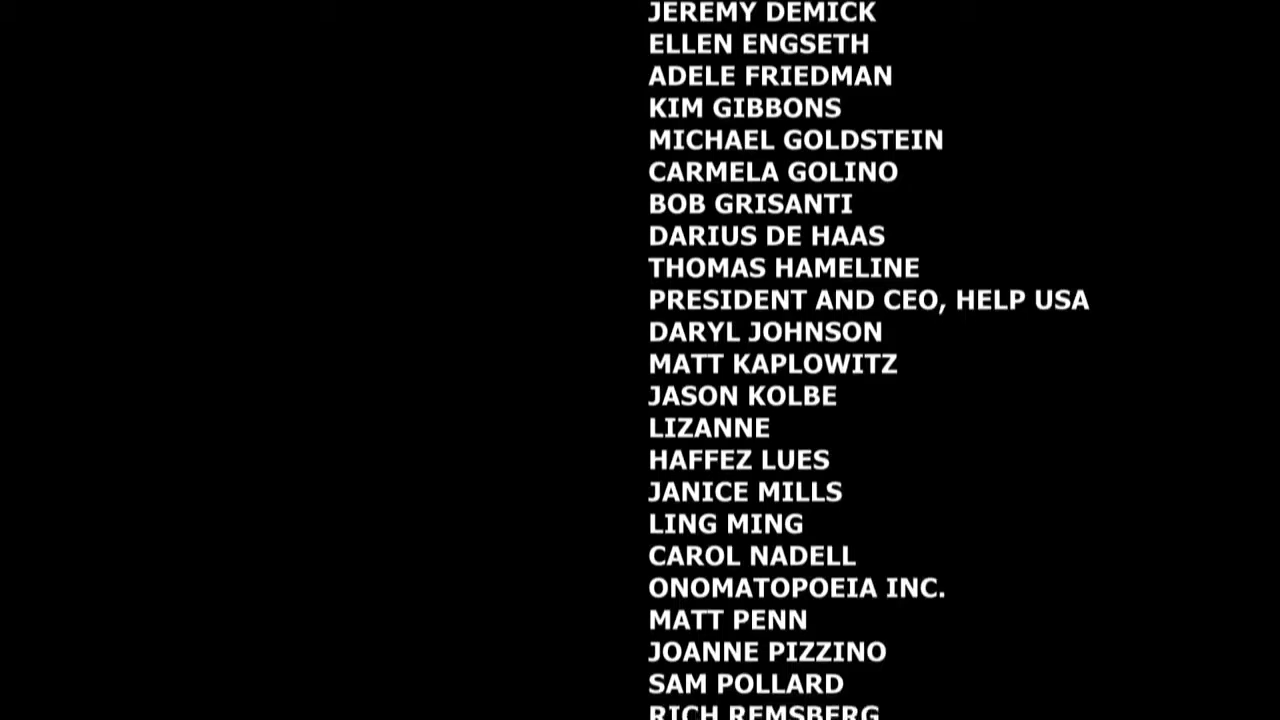 JEREMY DEMICK
ELLEN ENGSETH
ADELE FRIEDMAN
KIM GIBBONS
MICHAEL GOLDSTEIN
CARMELA GOLINO
BOB GRISANTI
DARIUS DE HAAS
THOMAS HAMELINE
PRESIDENT AND CEO, HELP USA
DARYL JOHNSON
MATT KAPLOWITZ
JASON KOLBE
LIZANNE
HAFFEZ LUES
JANICE MILLS
LING MING
CAROL NADELL
ONOMATOPOEIA INC.
MATT PENN
JOANNE PIZZINO
SAM POLLARD
RICH REMSBERG